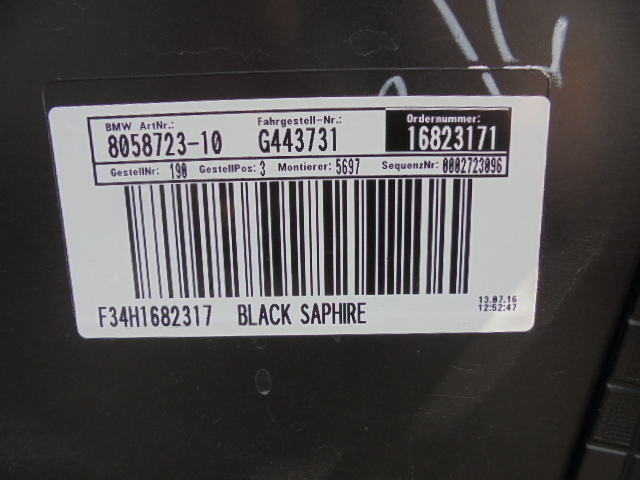 BMW ArtNr.: Fahrgestell-Nr.: Ordernummer:
8058723-10 G443731 16823171
GestellNr: 190 GestellPos: 3 Montierer: 5697 SequenzNr: 0002723096
F34H1682317 BLACK SAPHIRE
13.07.16
12:52:47